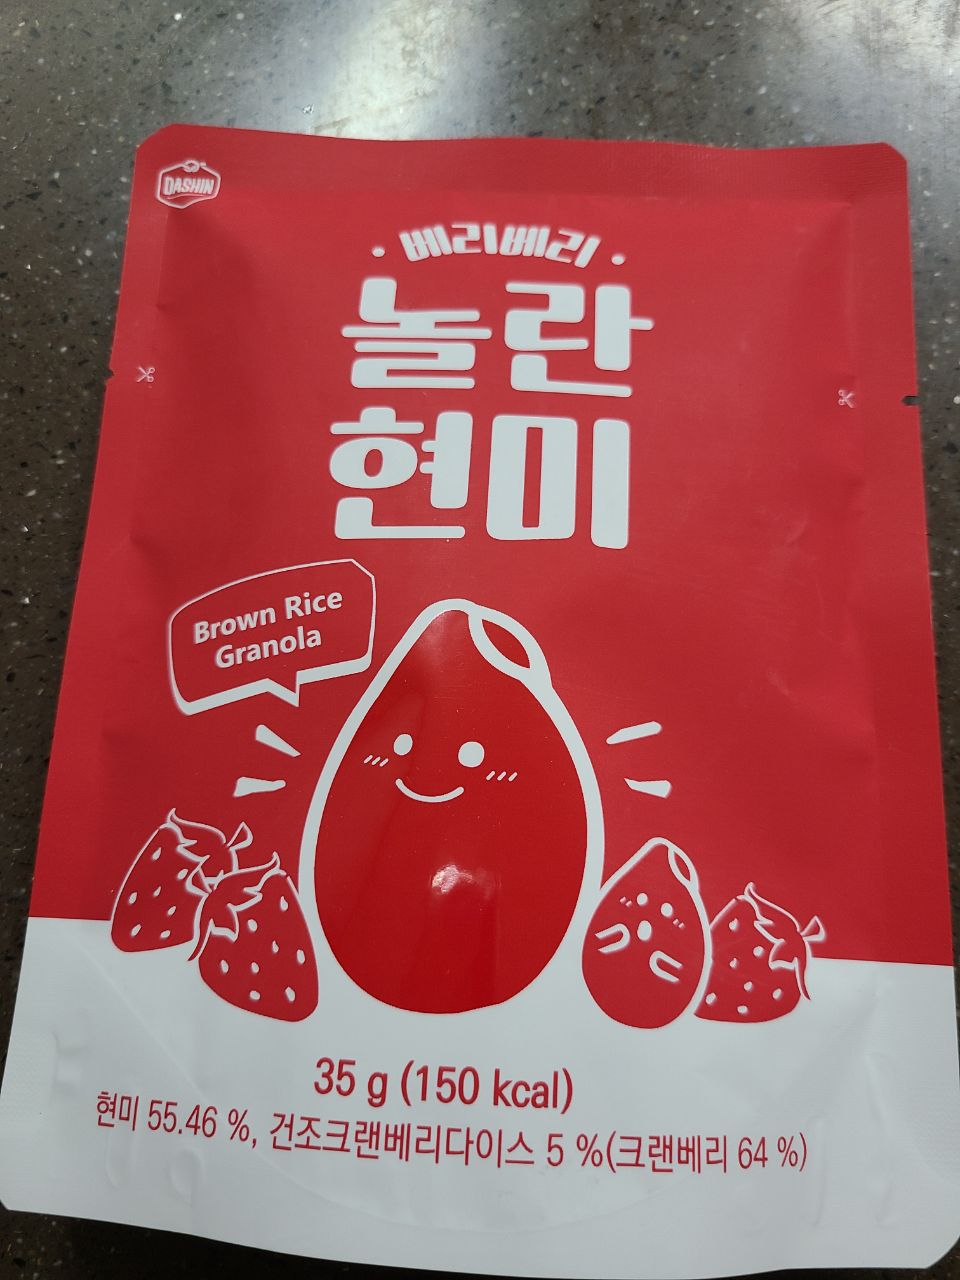 DASHIN
· 베리베리 ·
놀란
현미
Brown Rice
Granola
35 g (150 kcal)
현미 55.46 %, 건조크랜베리다이스 5 %(크랜베리 64 %)